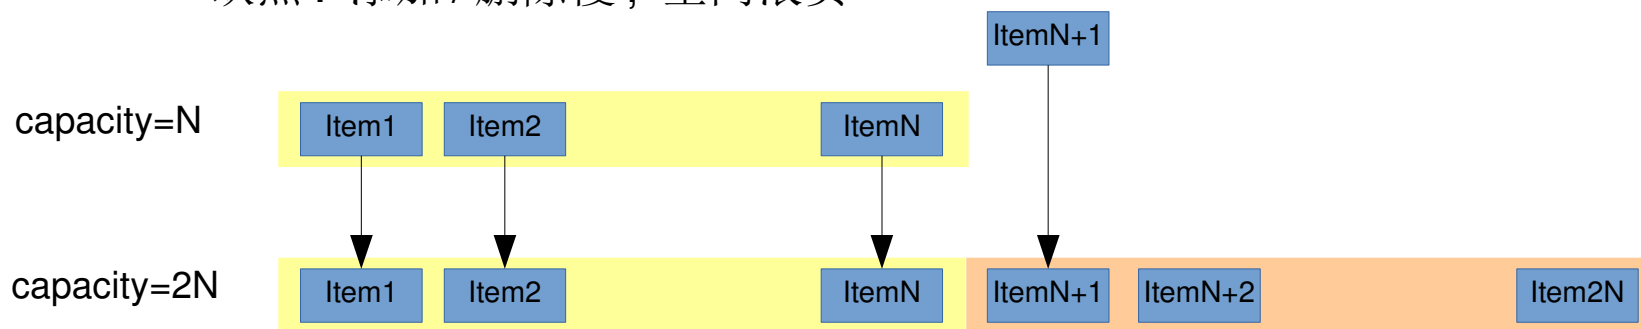 ItemN+1
capacity=N Item1 Item2 ItemN
capacity=2N Item1 Item2 ItemN ItemN+1 ItemN+2 Item2N